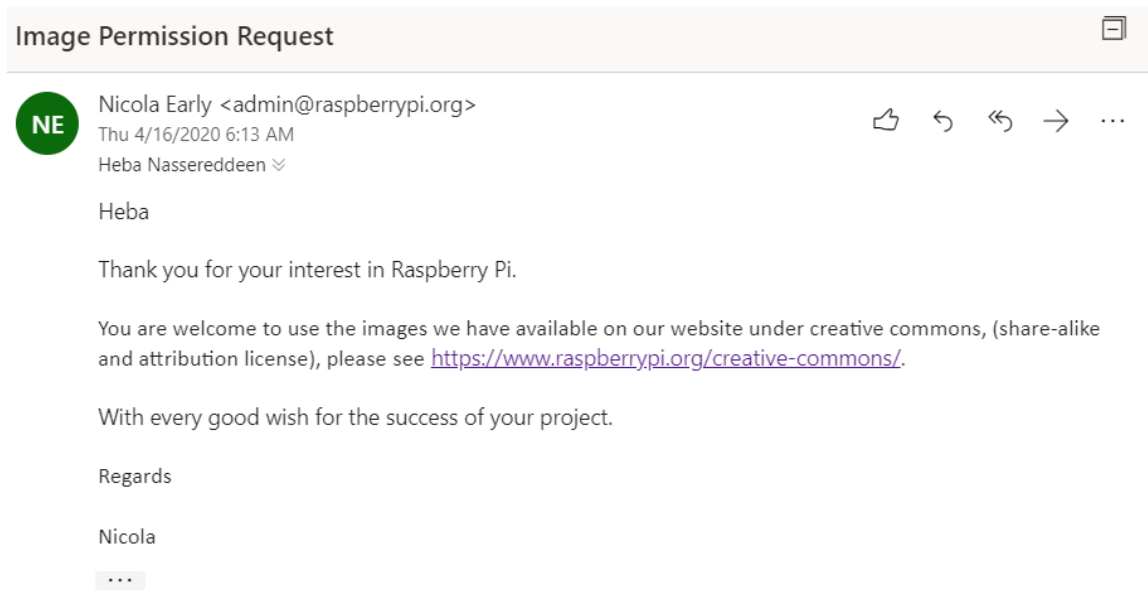 Image Permission Request
NE
Nicola Early <admin@raspberrypi.org>
Thu 4/16/2020 6:13 AM
Heba Nassereddeen
Heba
Thank you for your interest in Raspberry Pi.
You are welcome to use the images we have available on our website under creative commons, (share-alike
and attribution license), please see https://www.raspberrypi.org/creative-commons/.
With every good wish for the success of your project.
Regards
Nicola
...